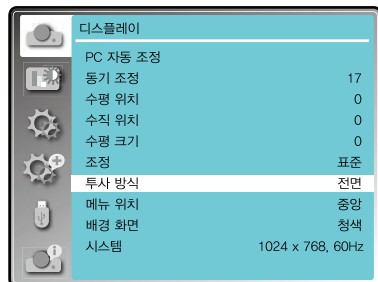 디스플레이
PC 자동 조정
동기 조정 17
수평 위치 0
수직 위치 0
수평 크기 0
조정 표준
투사 방식 전면
메뉴 위치 중앙
배경 화면 청색
시스템 1024 x 768, 60Hz